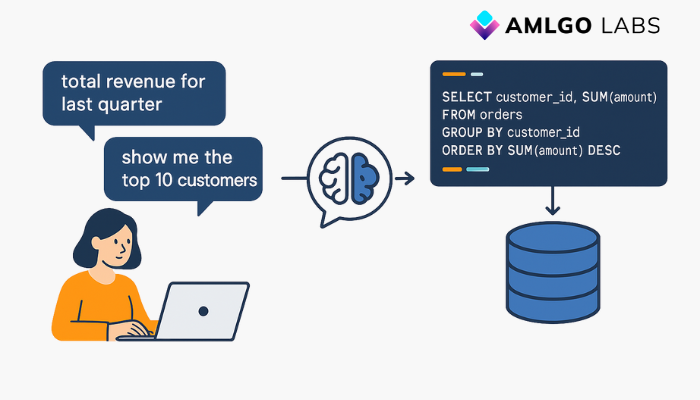 AMLGO LABS
total revenue for
last quarter
show me the
top 10 customers
SELECT customer_id, SUM(amount)
FROM orders
GROUP BY customer_id
ORDER BY SUM(amount) DESC